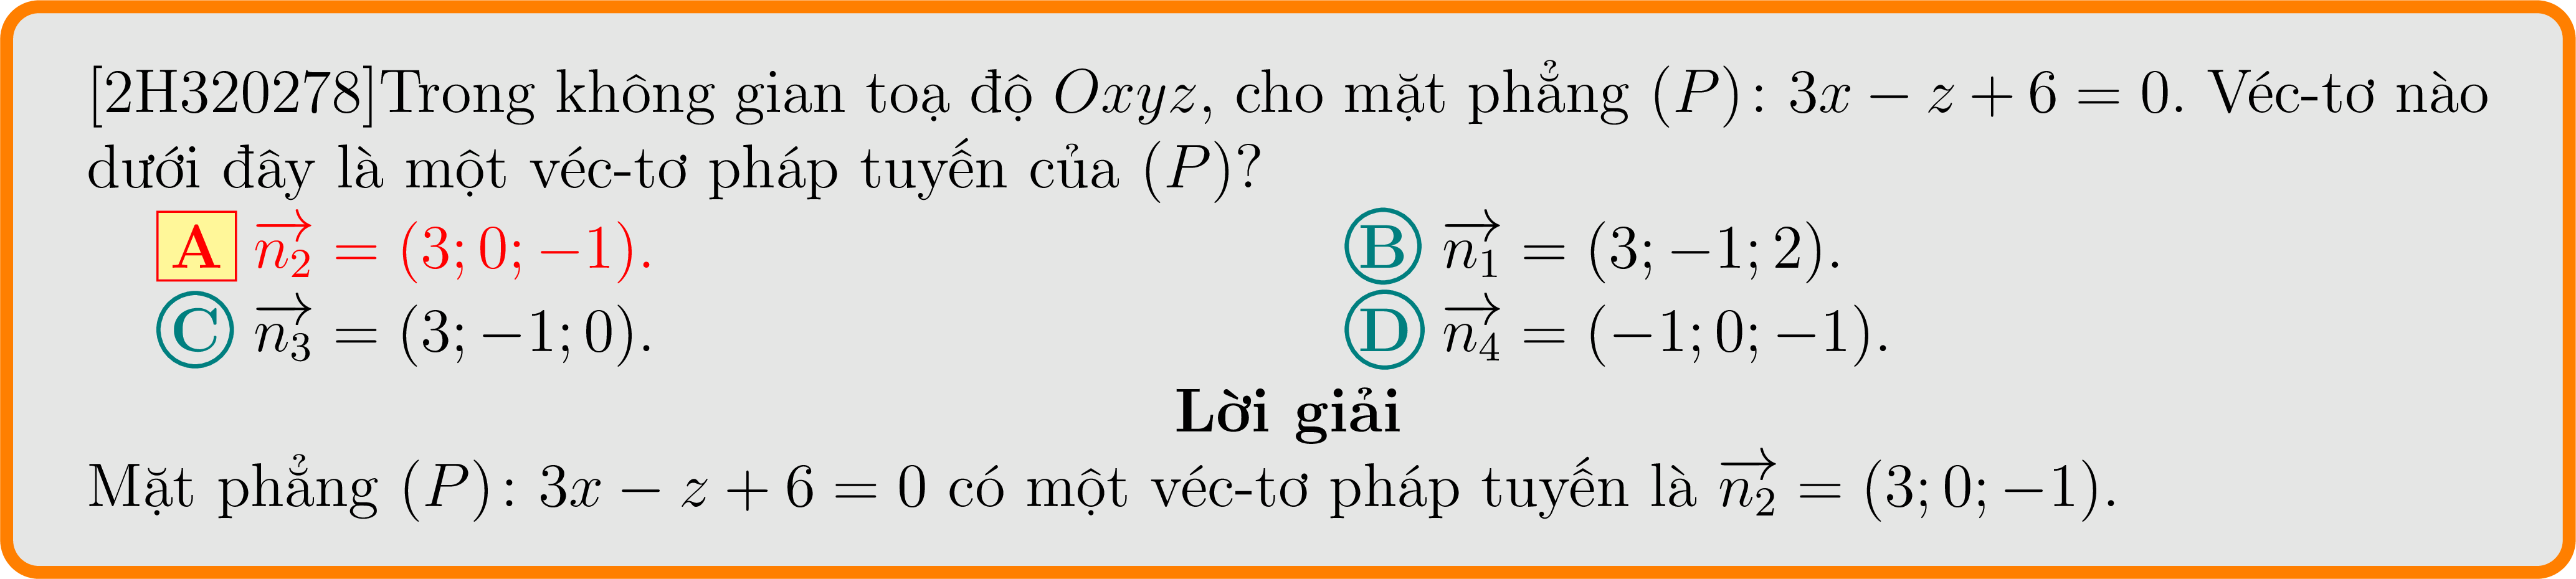 [2H320278]Trong không gian toạ độ Oxyz, cho mặt phẳng (P): 3x − z + 6 = 0. Véc-tơ nào
dưới đây là một véc-tơ pháp tuyến của (P)?
A $\overrightarrow{n_2}$ = (3; 0; −1). B $\overrightarrow{n_1}$ = (3; −1; 2).
C $\overrightarrow{n_3}$ = (3; −1; 0). D $\overrightarrow{n_4}$ = (−1; 0; −1).
Lời giải
Mặt phẳng (P): 3x − z + 6 = 0 có một véc-tơ pháp tuyến là $\overrightarrow{n_2}$ = (3; 0; −1).